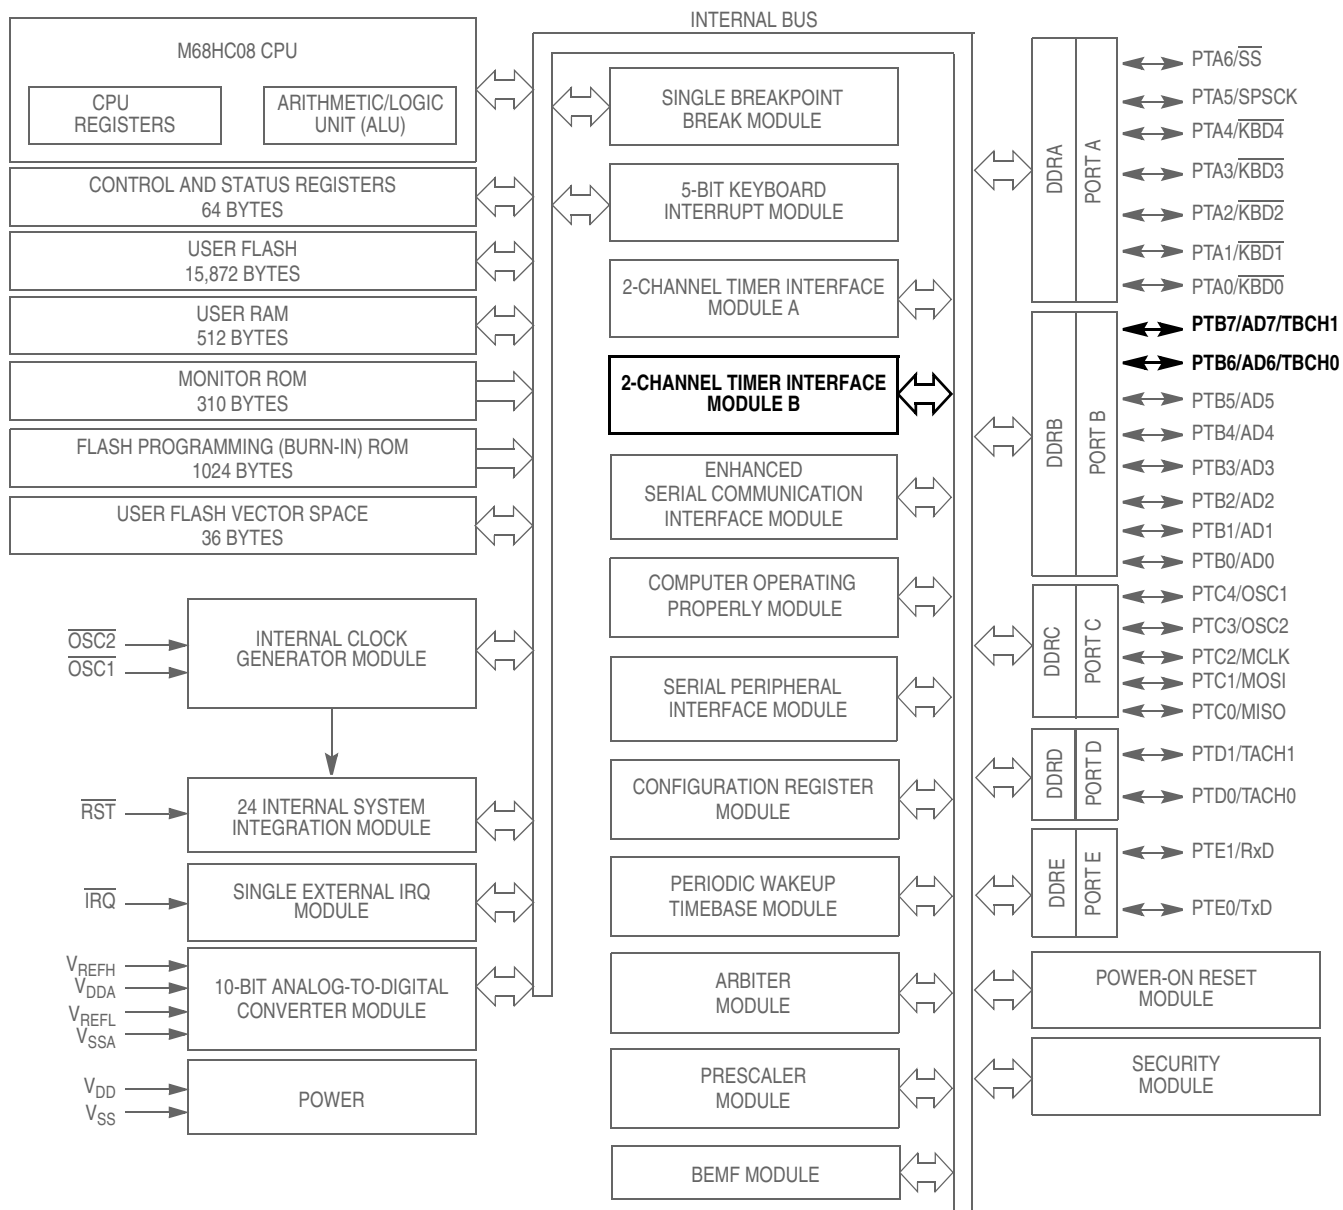 INTERNAL BUS
M68HC08 CPU
CPU
REGISTERS
ARITHMETIC/LOGIC
UNIT (ALU)
CONTROL AND STATUS REGISTERS
64 BYTES
USER FLASH
15,872 BYTES
USER RAM
512 BYTES
MONITOR ROM
310 BYTES
FLASH PROGRAMMING (BURN-IN) ROM
1024 BYTES
USER FLASH VECTOR SPACE
36 BYTES
OSC2
OSC1
INTERNAL CLOCK
GENERATOR MODULE
RST
24 INTERNAL SYSTEM
INTEGRATION MODULE
IRQ
SINGLE EXTERNAL IRQ
MODULE
VREFH
VDDA
VREFL
VSSA
10-BIT ANALOG-TO-DIGITAL
CONVERTER MODULE
VDD
VSS
POWER
SINGLE BREAKPOINT
BREAK MODULE
5-BIT KEYBOARD
INTERRUPT MODULE
2-CHANNEL TIMER INTERFACE
MODULE A
2-CHANNEL TIMER INTERFACE
MODULE B
ENHANCED
SERIAL COMMUNICATION
INTERFACE MODULE
COMPUTER OPERATING
PROPERLY MODULE
SERIAL PERIPHERAL
INTERFACE MODULE
CONFIGURATION REGISTER
MODULE
PERIODIC WAKEUP
TIMEBASE MODULE
ARBITER
MODULE
PRESCALER
MODULE
BEMF MODULE
DDRA
PORT A
PTA6/SS
PTA5/SPSCK
PTA4/KBD4
PTA3/KBD3
PTA2/KBD2
PTA1/KBD1
PTA0/KBD0
DDRB
PORT B
PTB7/AD7/TBCH1
PTB6/AD6/TBCH0
PTB5/AD5
PTB4/AD4
PTB3/AD3
PTB2/AD2
PTB1/AD1
PTB0/AD0
DDRC
PORT C
PTC4/OSC1
PTC3/OSC2
PTC2/MCLK
PTC1/MOSI
PTC0/MISO
DDRD
PORT D
PTD1/TACH1
PTD0/TACH0
DDRE
PORT E
PTE1/RxD
PTE0/TxD
POWER-ON RESET
MODULE
SECURITY
MODULE